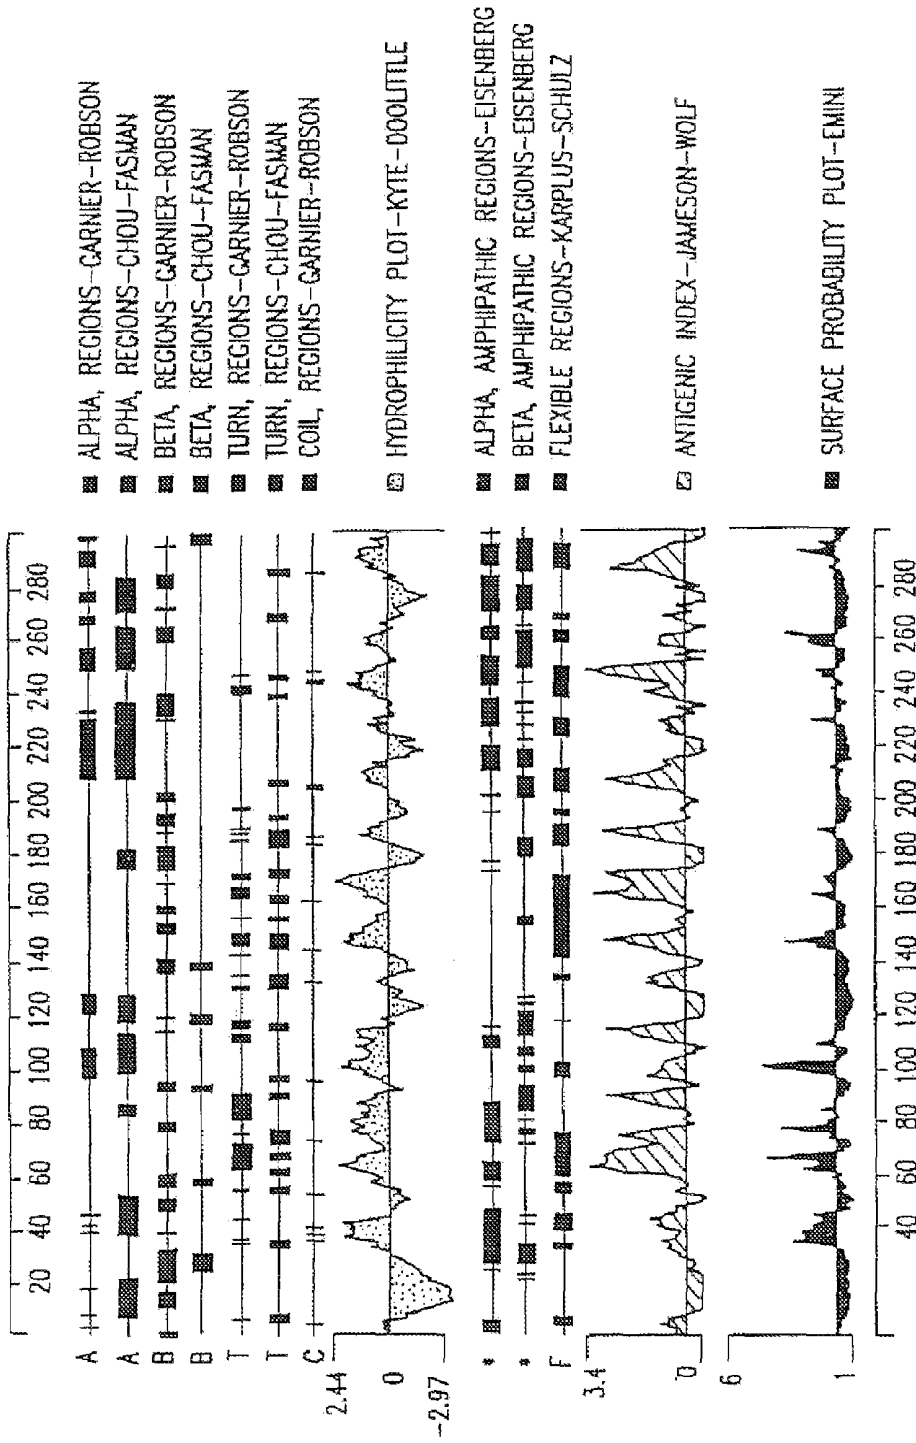 20 40 60 80 100 120 140 160 180 200 220 240 260 280
A ALPHA, REGIONS-GARNIER-ROBSON
A ALPHA, REGIONS-CHOU-FASMAN
B BETA, REGIONS-GARNIER-ROBSON
B BETA, REGIONS-CHOU-FASMAN
T TURN, REGIONS-GARNIER-ROBSON
T TURN, REGIONS-CHOU-FASMAN
C COIL, REGIONS-GARNIER-ROBSON
2.44
0 HYDROPHILICITY PLOT-KYTE-DOOLITTLE
-2.97
* ALPHA, AMPHIPATHIC REGIONS-EISENBERG
* BETA, AMPHIPATHIC REGIONS-EISENBERG
F FLEXIBLE REGIONS-KARPLUS-SCHULZ
3.4
ANTIGENIC INDEX-JAMESON-WOLF
0
6
SURFACE PROBABILITY PLOT-EMINI
1
40 60 80 100 120 140 160 180 200 220 240 260 280